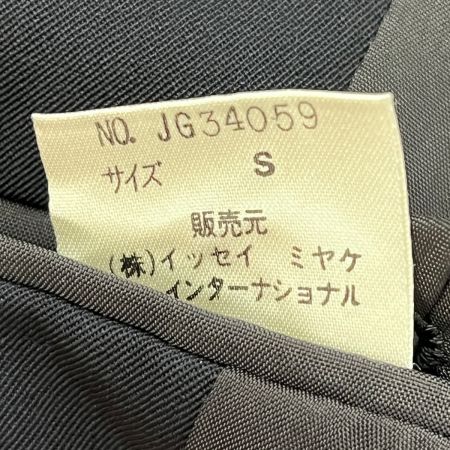 NO. JG34059
サイズ S
販売元
(株)イッセイ ミヤケ
インターナショナル